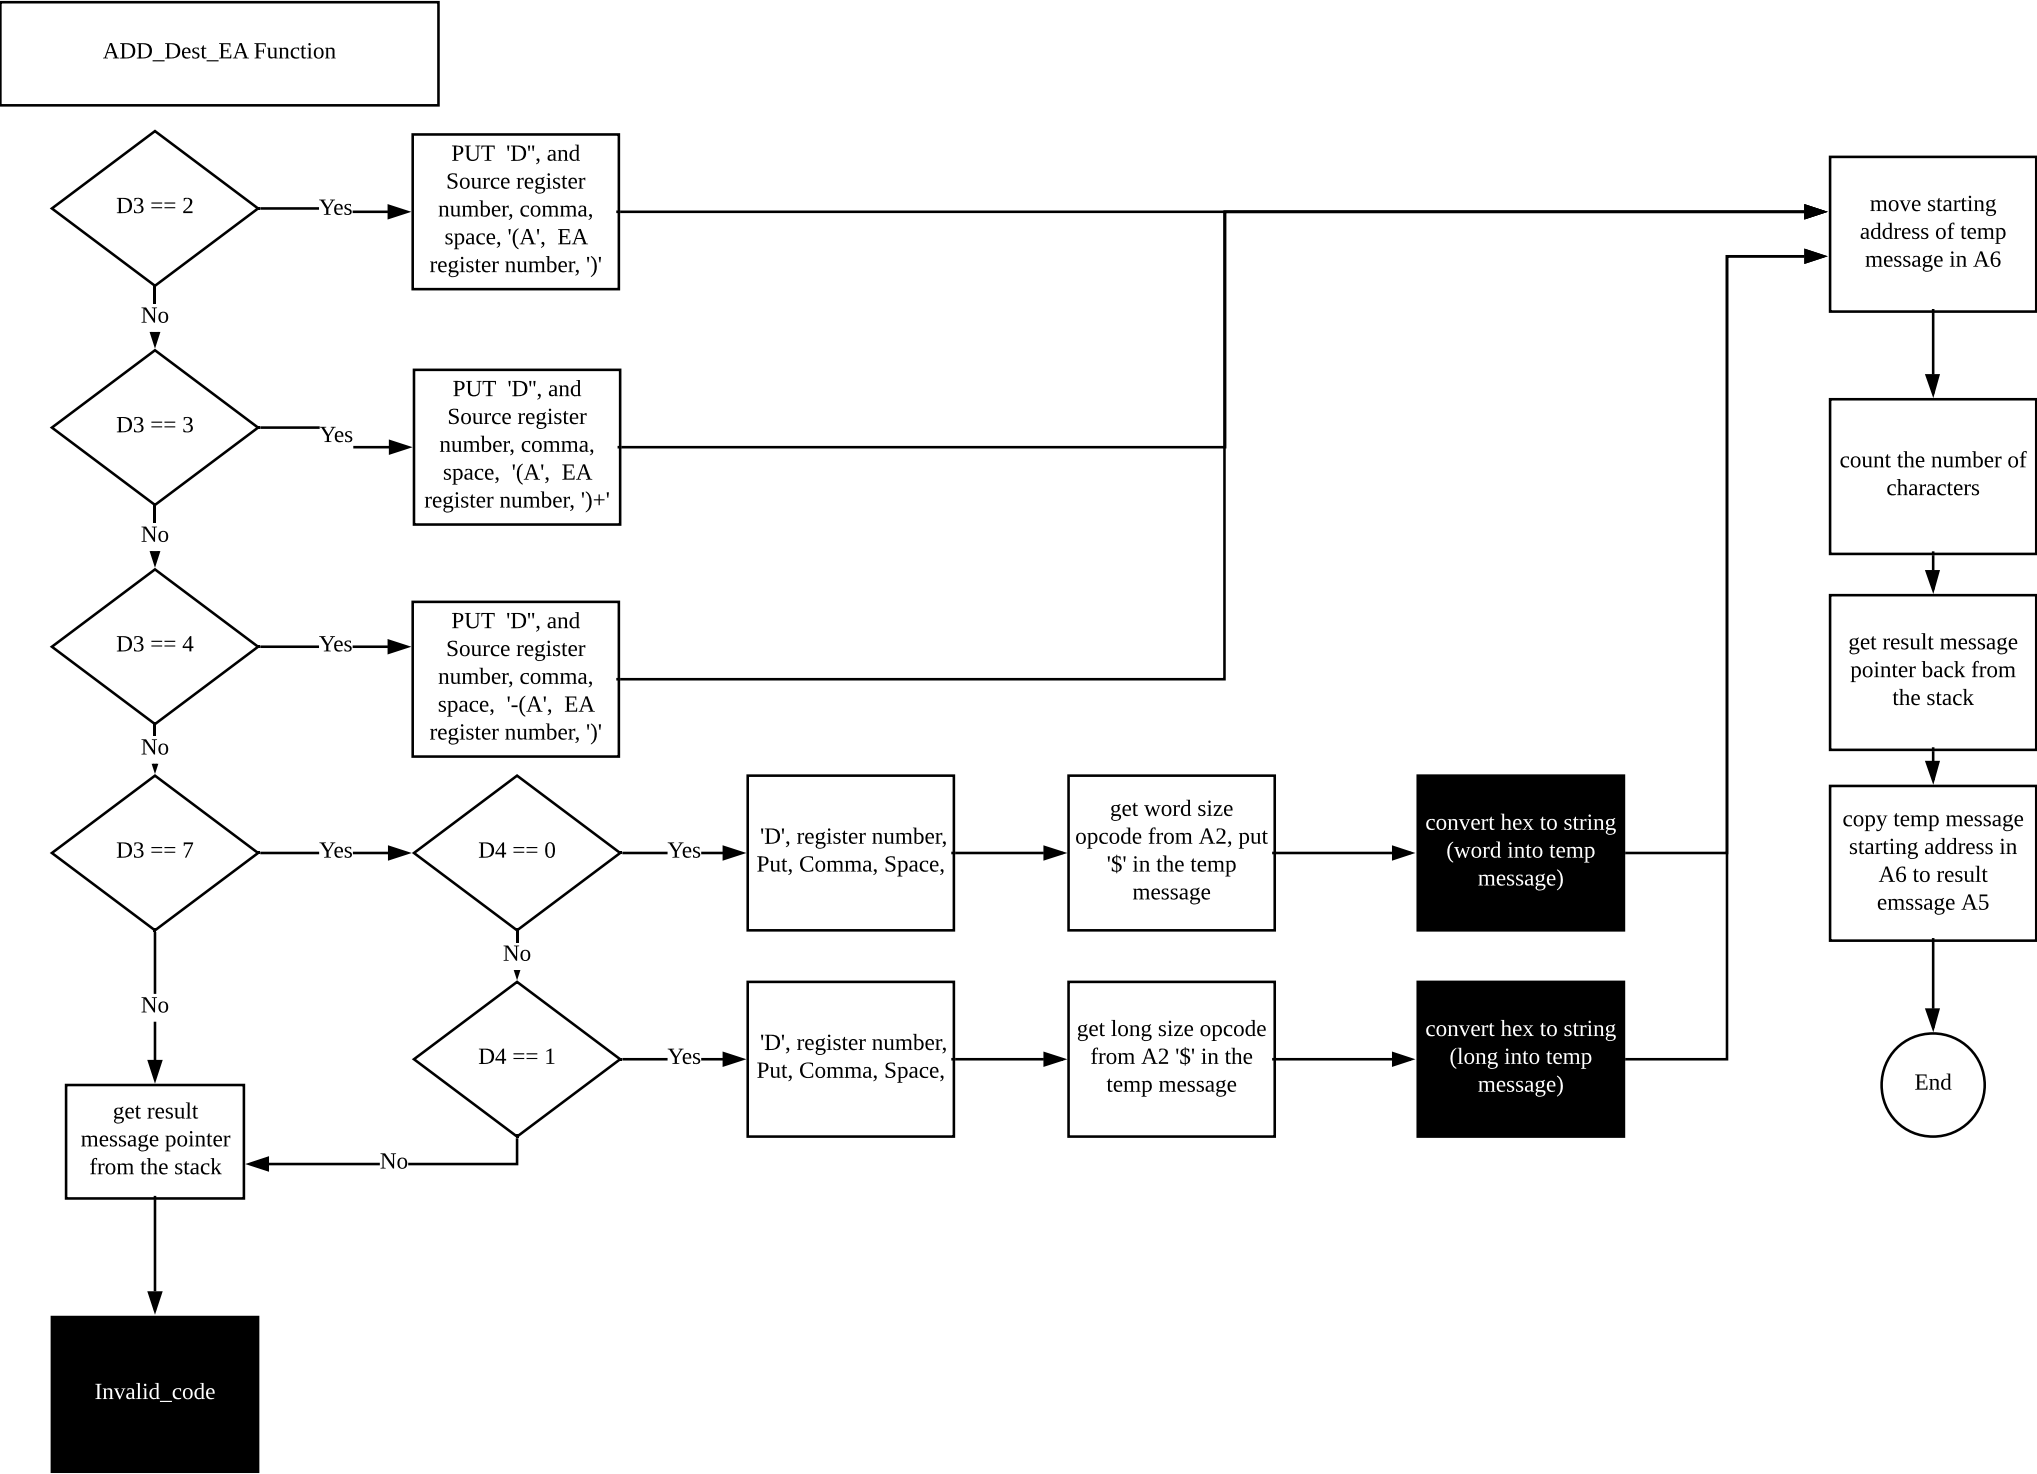 ADD_Dest_EA Function
D3 == 2
Yes
PUT  'D", and
Source register
number, comma,
space, '(A',  EA
register number, ')'
move starting
address of temp
message in A6
No
D3 == 3
Yes
PUT  'D", and
Source register
number, comma,
space,  '(A',  EA
register number, ')+'
count the number of
characters
No
D3 == 4
Yes
PUT  'D", and
Source register
number, comma,
space,  '-(A',  EA
register number, ')'
get result message
pointer back from
the stack
No
D3 == 7
Yes
D4 == 0
Yes
'D', register number,
Put, Comma, Space,
get word size
opcode from A2, put
'$' in the temp
message
convert hex to string
(word into temp
message)
copy temp message
starting address in
A6 to result
emssage A5
No
No
D4 == 1
Yes
'D', register number,
Put, Comma, Space,
get long size opcode
from A2 '$' in the
temp message
convert hex to string
(long into temp
message)
End
get result
message pointer
from the stack
No
Invalid_code